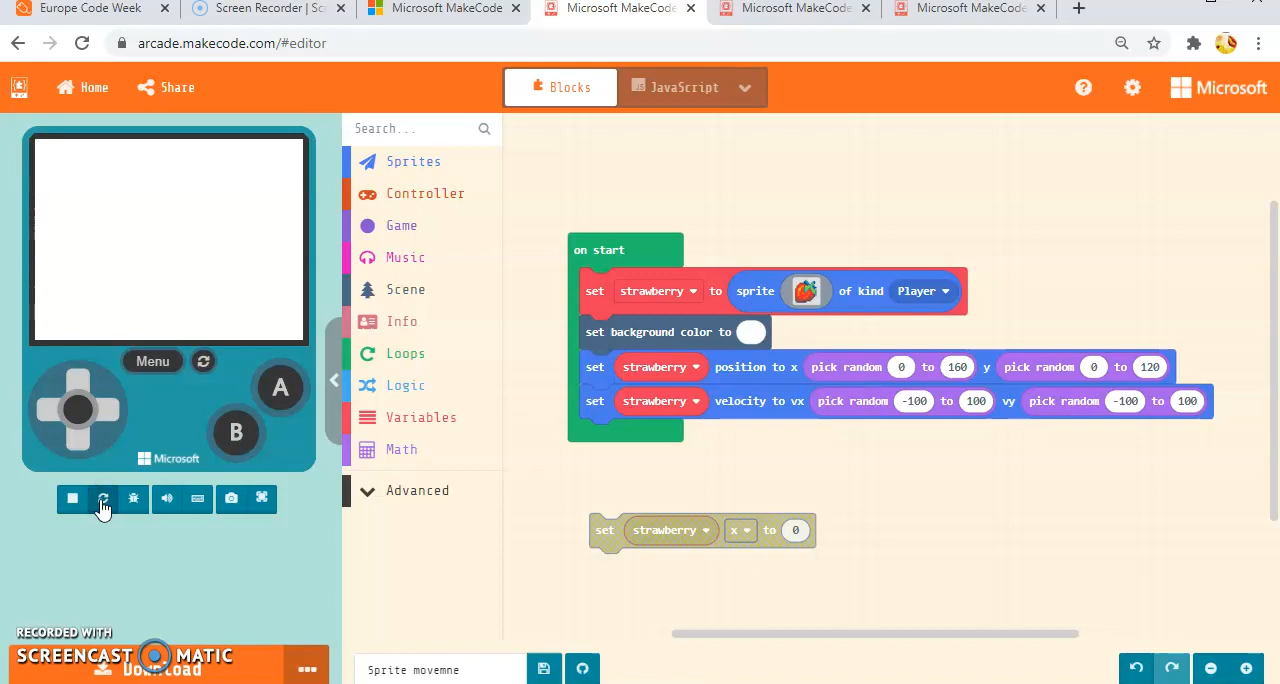 Europe Code Week
Screen Recorder | Sc
Microsoft MakeCode
Microsoft MakeCode
Microsoft MakeCode
Microsoft MakeCode
arcade.makecode.com/#editor
Home
Share
Blocks
JavaScript
Microsoft
Search...
Sprites
Controller
Game
Music
Scene
Info
Loops
Logic
Variables
Math
Advanced
Menu
A
B
Microsoft
on start
set strawberry to sprite of kind Player
set background color to
set strawberry position to x pick random 0 to 160 y pick random 0 to 120
set strawberry velocity to vx pick random -100 to 100 vy pick random -100 to 100
set strawberry x to 0
RECORDED WITH
SCREENCAST MATIC
Download
Sprite movemne